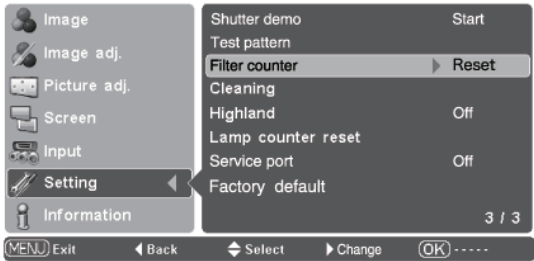 Image
Image adj.
Picture adj.
Screen
Input
Setting
Information
Shutter demo Start
Test pattern
Filter counter Reset
Cleaning
Highland Off
Lamp counter reset
Service port Off
Factory default
3 / 3
MENU Exit Back Select Change OK -----